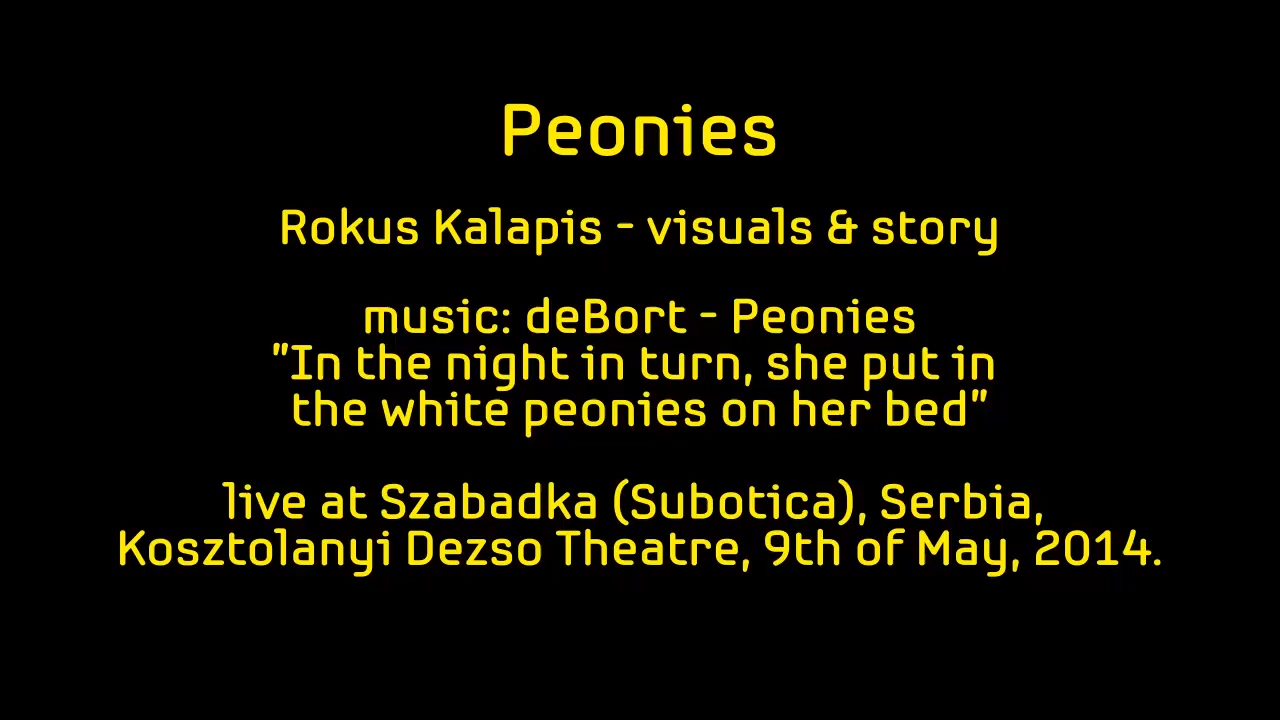 Peonies
Rokus Kalapis - visuals & story
music: deBort - Peonies
"In the night in turn, she put in
the white peonies on her bed"
live at Szabadka (Subotica), Serbia,
Kosztolanyi Dezso Theatre, 9th of May, 2014.